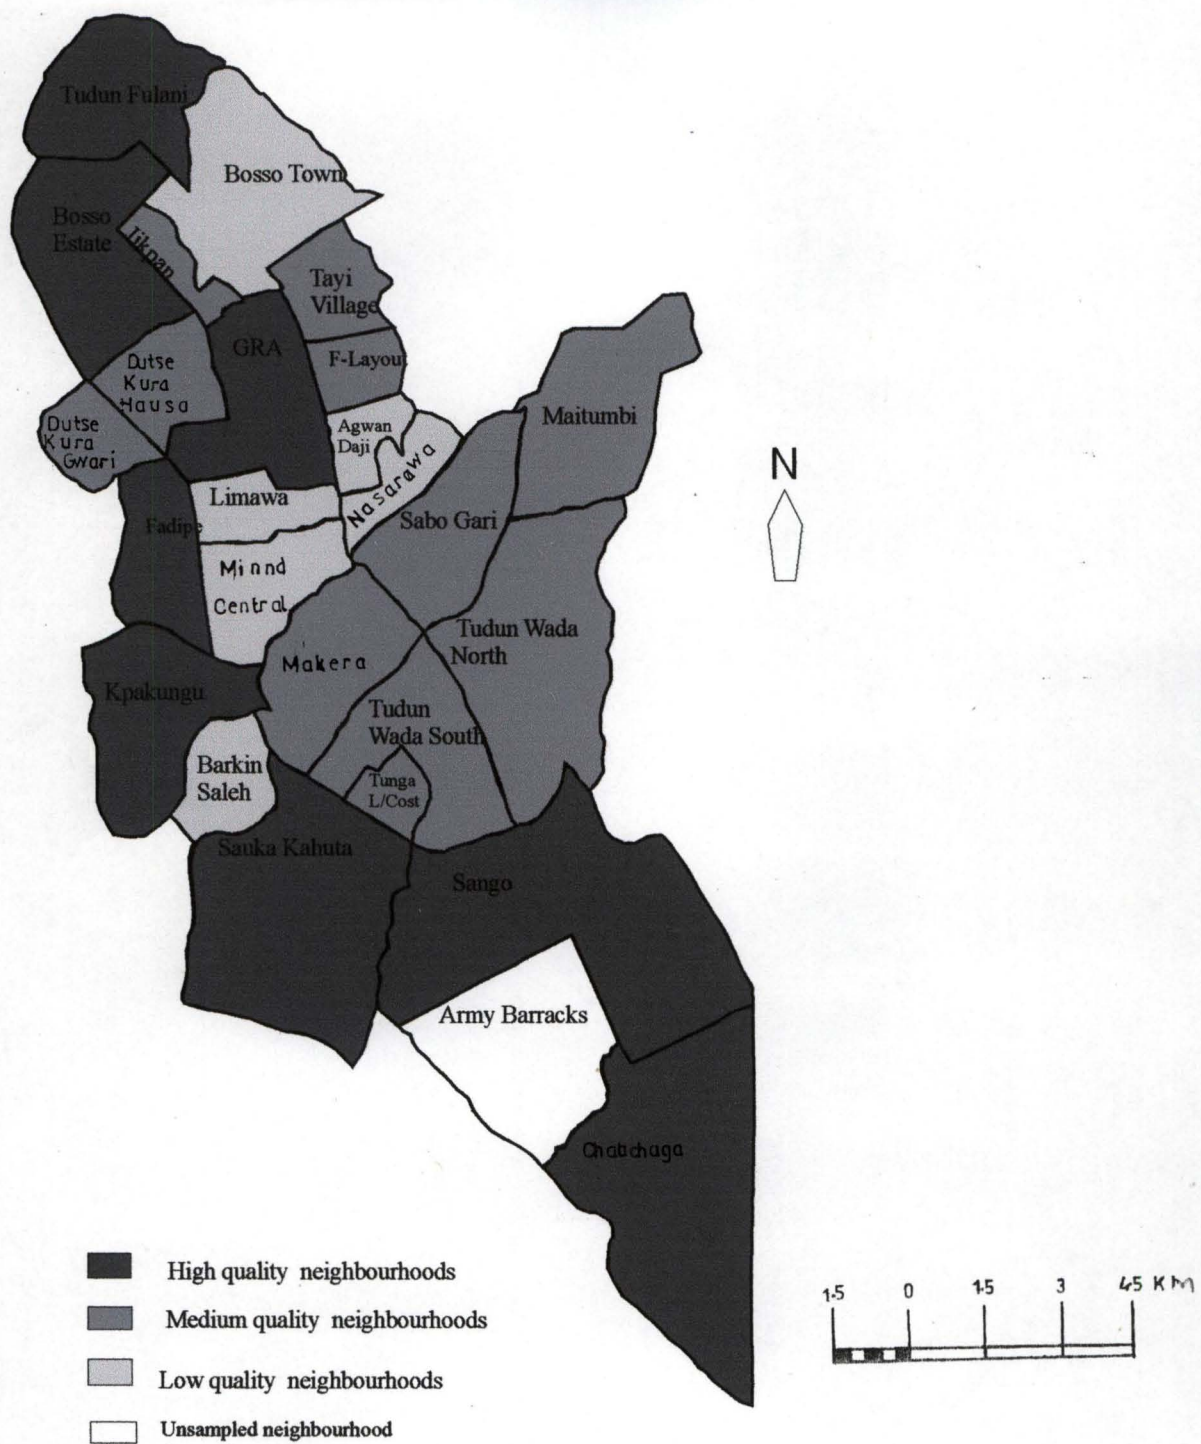 Tudun Fulani
Bosso Town
Bosso
Estate
Jikpan
Tayi
Village
GRA
F-Layout
Dutse
Kura
Hausa
Maitumbi
Dutse
Kura
Gwari
Agwan
Daji
Nasarawa
N
Limawa
Sabo Gari
Fadipe
Minnd
Central
Tudun Wada
North
Makera
Kpakungu
Tudun
Wada South
Barkin
Saleh
Tunga
L/Cost
Sauka Kahuta
Sango
Army Barracks
Chabchaga
High quality neighbourhoods
Medium quality neighbourhoods
Low quality neighbourhoods
Unsampled neighbourhood
1.5 0 1.5 3 45 KM